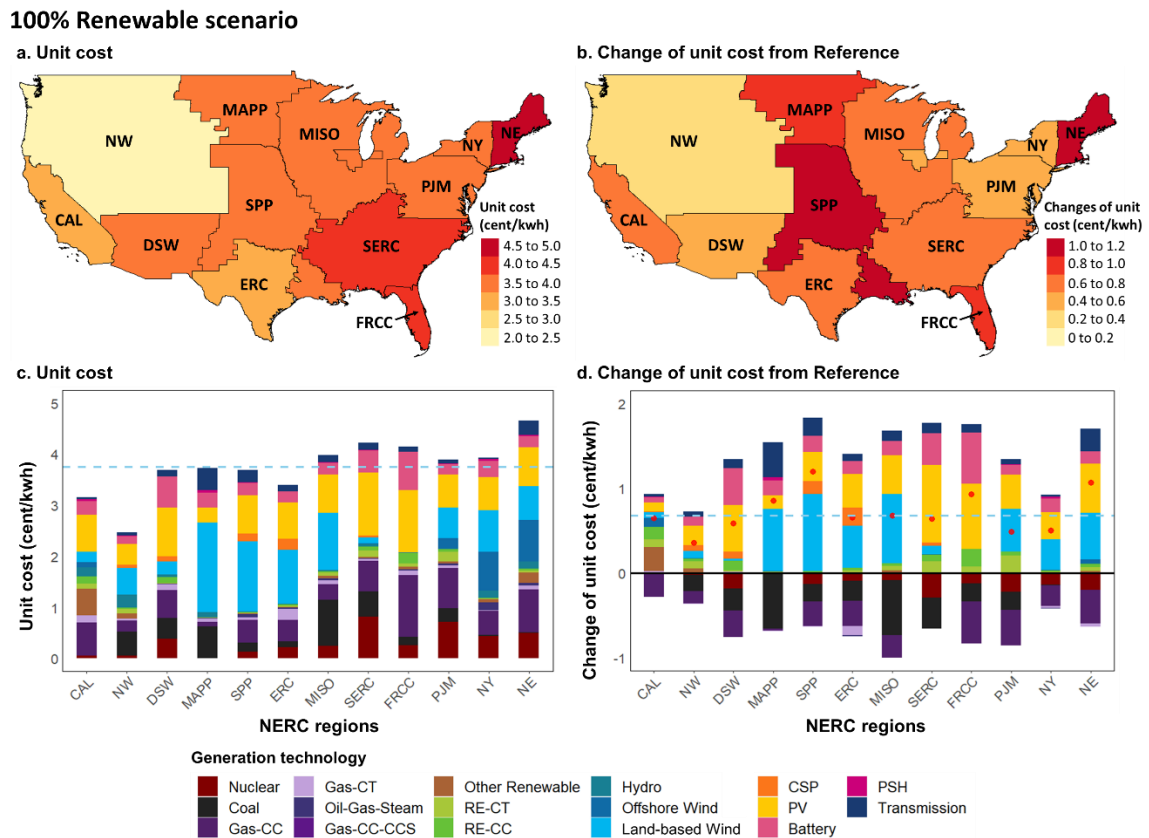 100% Renewable scenario
a. Unit cost
NW
MAPP
MISO
NE
NY
PJM
CAL
DSW
SPP
SERC
ERC
FRCC
Unit cost
(cent/kwh)
4.5 to 5.0
4.0 to 4.5
3.5 to 4.0
3.0 to 3.5
2.5 to 3.0
2.0 to 2.5
b. Change of unit cost from Reference
NW
MAPP
MISO
NE
NY
PJM
CAL
DSW
SPP
SERC
ERC
FRCC
Changes of unit
cost (cent/kwh)
1.0 to 1.2
0.8 to 1.0
0.6 to 0.8
0.4 to 0.6
0.2 to 0.4
0 to 0.2
c. Unit cost
Unit cost (cent/kwh)
5
4
3
2
1
0
CAL
NW
DSW
MAPP
SPP
ERC
MISO
SERC
FRCC
PJM
NY
NE
NERC regions
d. Change of unit cost from Reference
Change of unit cost (cent/kwh)
2
1
0
-1
CAL
NW
DSW
MAPP
SPP
ERC
MISO
SERC
FRCC
PJM
NY
NE
NERC regions
Generation technology
Nuclear
Coal
Gas-CC
Gas-CT
Oil-Gas-Steam
Gas-CC-CCS
Other Renewable
RE-CT
RE-CC
Hydro
Offshore Wind
Land-based Wind
CSP
PV
Battery
PSH
Transmission